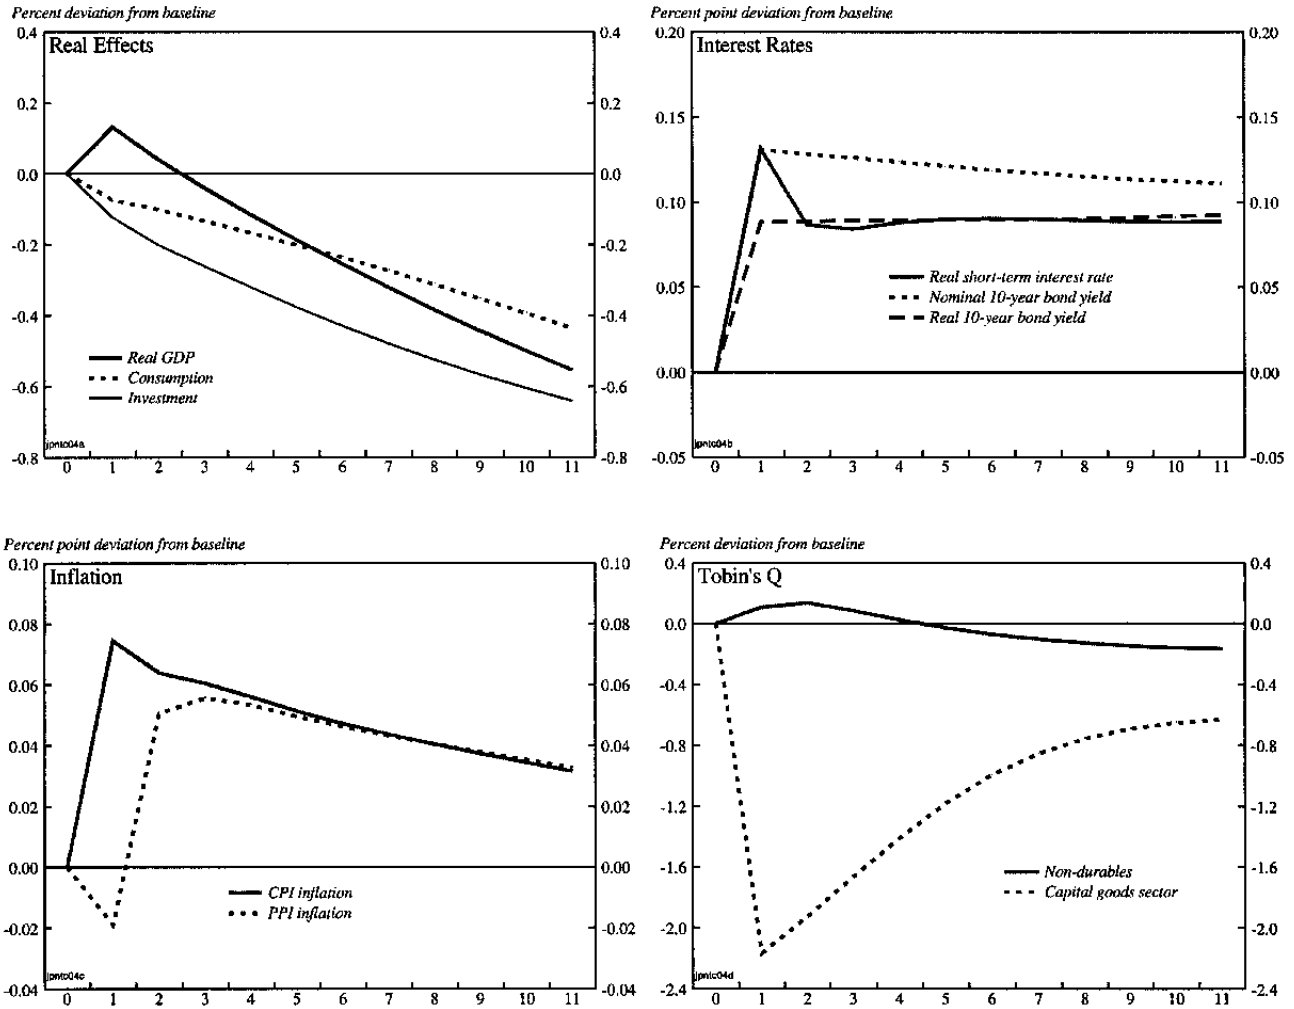 Percent deviation from baseline
0.4
0.2
0.0
-0.2
-0.4
-0.6
-0.8
Real Effects
0.4
0.2
0.0
-0.2
-0.4
-0.6
-0.8
Real GDP
Consumption
Investment
jpntc04a
0 1 2 3 4 5 6 7 8 9 10 11
Percent point deviation from baseline
0.20
0.15
0.10
0.05
0.00
-0.05
Interest Rates
0.20
0.15
0.10
0.05
0.00
-0.05
Real short-term interest rate
Nominal 10-year bond yield
Real 10-year bond yield
jpntc04b
0 1 2 3 4 5 6 7 8 9 10 11
Percent point deviation from baseline
0.10
0.08
0.06
0.04
0.02
0.00
-0.02
-0.04
Inflation
0.10
0.08
0.06
0.04
0.02
0.00
-0.02
-0.04
CPI inflation
PPI inflation
jpntc04c
0 1 2 3 4 5 6 7 8 9 10 11
Percent deviation from baseline
0.4
0.0
-0.4
-0.8
-1.2
-1.6
-2.0
-2.4
Tobin's Q
0.4
0.0
-0.4
-0.8
-1.2
-1.6
-2.0
-2.4
Non-durables
Capital goods sector
jpntc04d
0 1 2 3 4 5 6 7 8 9 10 11